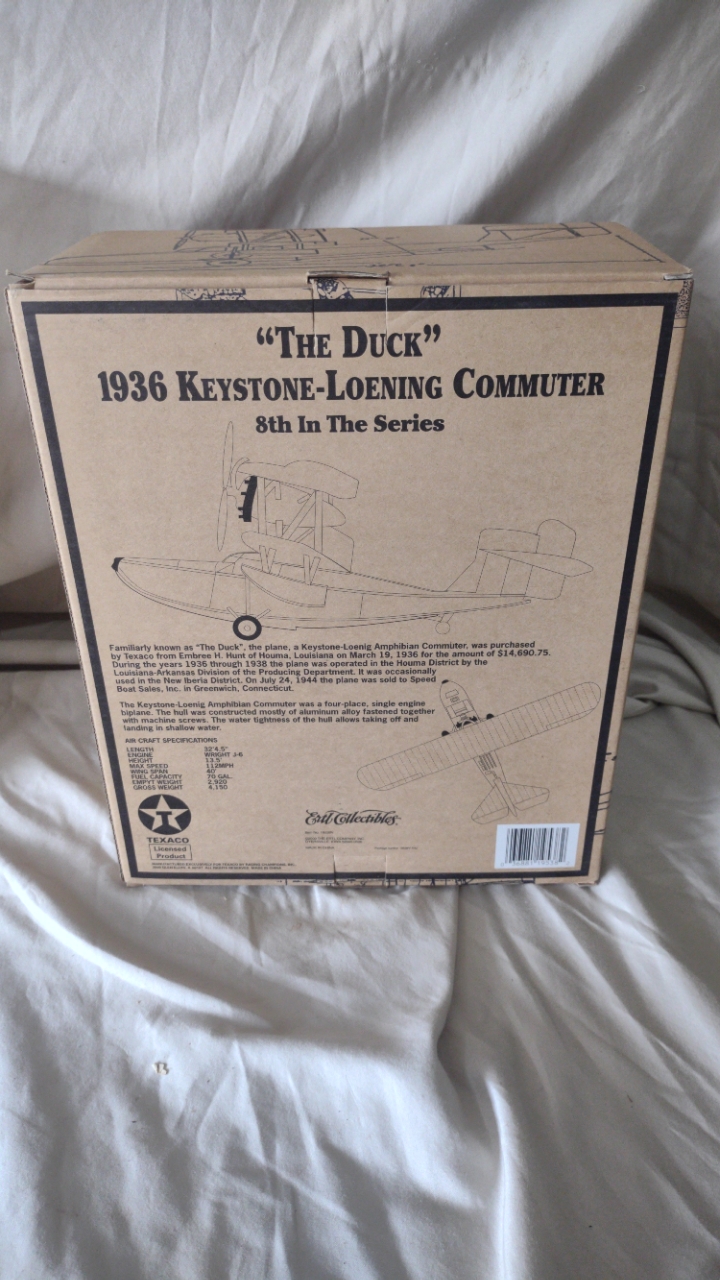 “THE DUCK”
1936 KEYSTONE-LOENING COMMUTER
8th In The Series
Familiarly known as “The Duck”, the plane, a Keystone-Loenig Amphibian Commuter, was purchased
by Texaco from Embree H. Hunt of Houma, Louisiana on March 19, 1936 for the amount of $14,690.75.
During the years 1936 through 1938 the plane was operated in the Houma District by the
Louisiana-Arkansas Division of the Producing Department. It was occasionally
used in the New Iberia District. On July 24, 1944 the plane was sold to Speed
Boat Sales, Inc. in Greenwich, Connecticut.
The Keystone-Loenig Amphibian Commuter was a four-place, single engine
biplane. The hull was constructed mostly of aluminum alloy fastened together
with machine screws. The water tightness of the hull allows taking off and
landing in shallow water.
AIR CRAFT SPECIFICATIONS
LENGTH 32'4.5"
ENGINE WRIGHT J-6
HEIGHT 13.5'
MAX SPEED 112MPH
WING SPAN 40'
FUEL CAPACITY 70 GAL.
EMPYT WEIGHT 2,920
GROSS WEIGHT 4,150
T
TEXACO
Licensed
Product
Ertl Collectibles